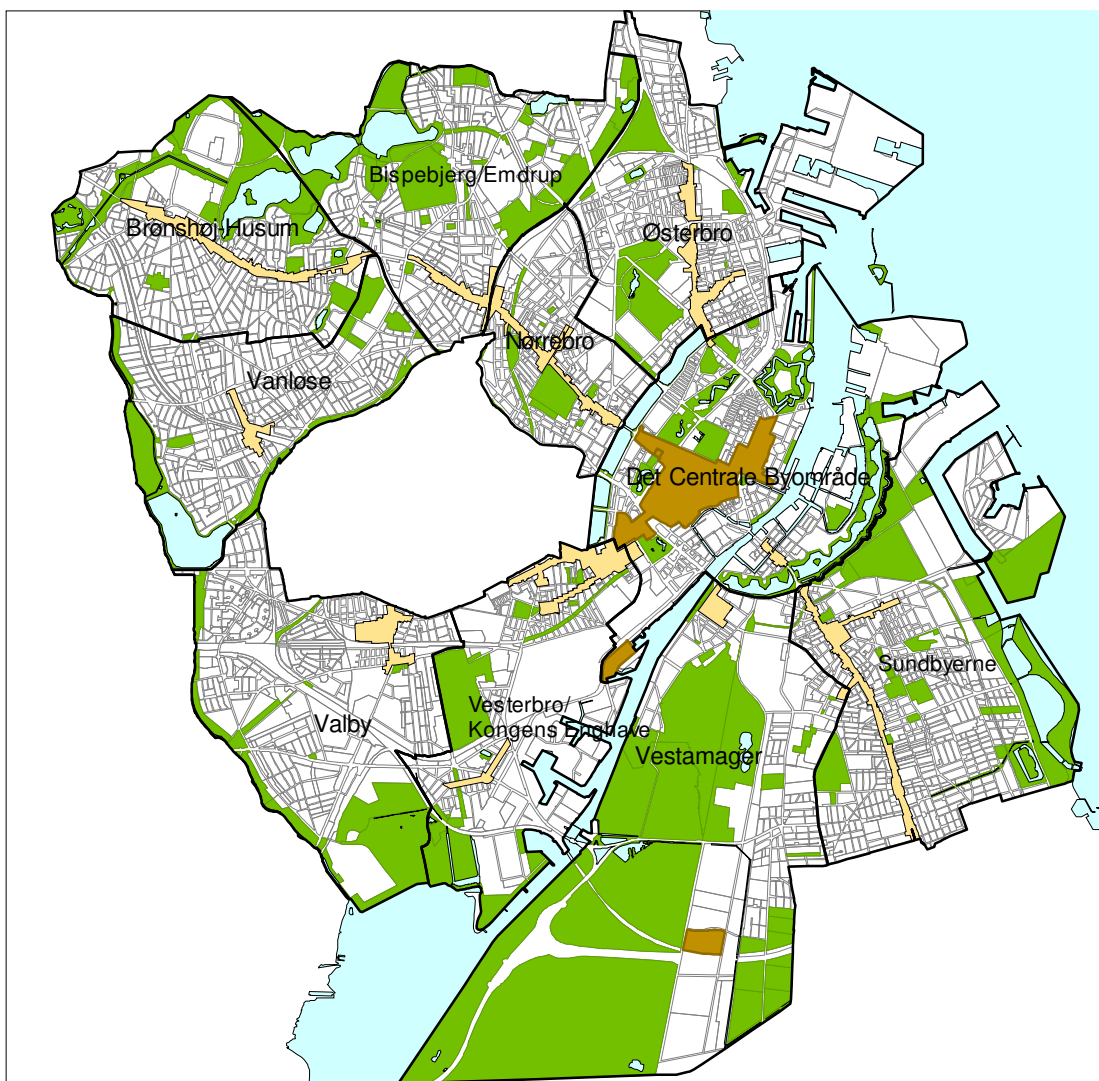 Bispebjerg/Emdrup
Brønshøj-Husum
Østerbro
Nørrebro
Vanløse
Det Centrale Byområde
Sundbyerne
Vesterbro/
Kongens Enghave
Valby
Vestamager